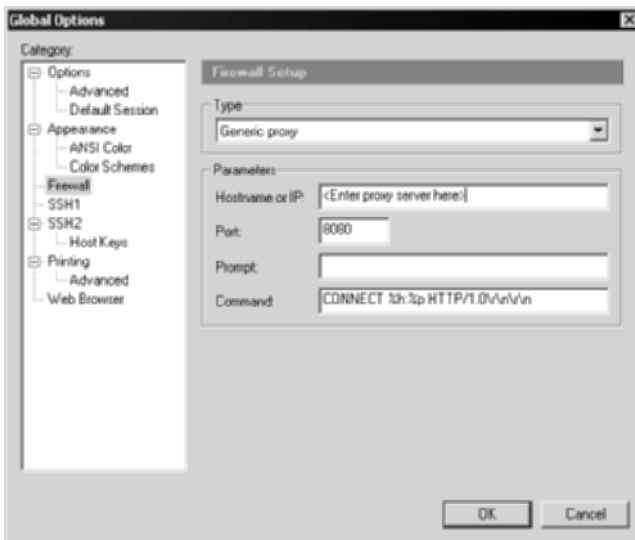 Global Options
Category:
Options
Advanced
Default Session
Appearance
ANSI Color
Color Schemes
Firewall
SSH1
SSH2
Host Keys
Printing
Advanced
Web Browser
Firewall Setup
Type
Generic proxy
Parameters
Hostname or IP: <Enter proxy server here>
Port: 8080
Prompt:
Command: CONNECT %h:%p HTTP/1.0\r\n\r\n
OK Cancel